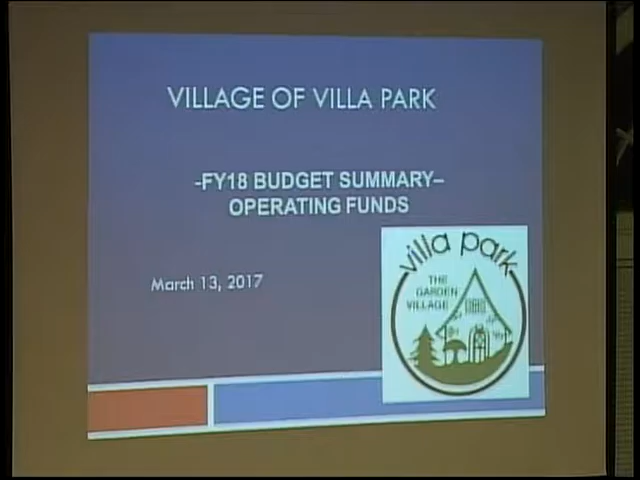 VILLAGE OF VILLA PARK
-FY18 BUDGET SUMMARY–
OPERATING FUNDS
March 13, 2017
villa park
THE
GARDEN
VILLAGE